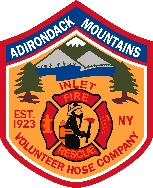 ADIRONDACK MOUNTAINS
INLET
FIRE
EST.
1923
NY
RESCUE
VOLUNTEER HOSE COMPANY